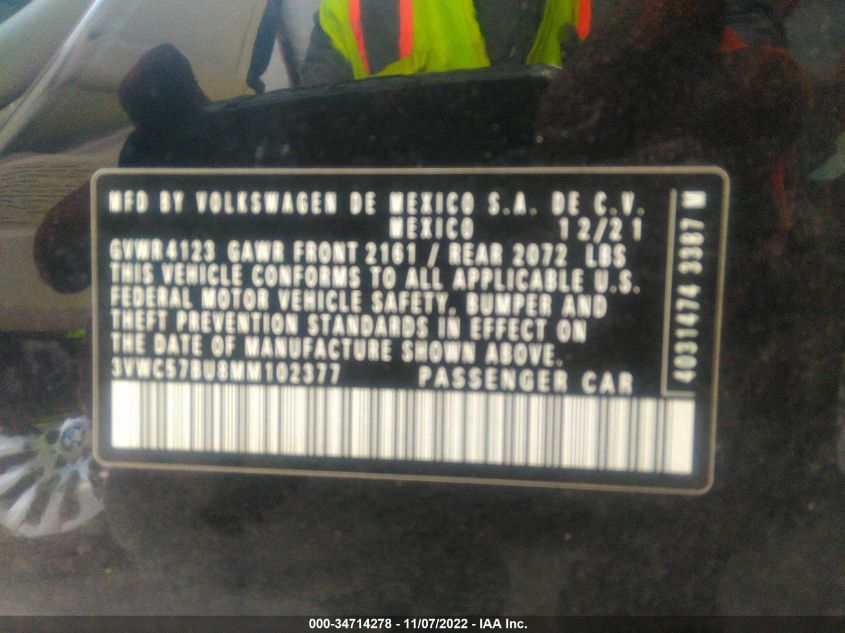 MFD BY VOLKSWAGEN DE MEXICO S.A. DE C.V.
MEXICO 12/21
GVWR 4123 GAWR FRONT 2161 / REAR 2072 LBS
THIS VEHICLE CONFORMS TO ALL APPLICABLE U.S.
FEDERAL MOTOR VEHICLE SAFETY, BUMPER AND
THEFT PREVENTION STANDARDS IN EFFECT ON
THE DATE OF MANUFACTURE SHOWN ABOVE.
3VWC57BU8MM102377 PASSENGER CAR
4031474 3387 M
000-34714278 - 11/07/2022 - IAA Inc.